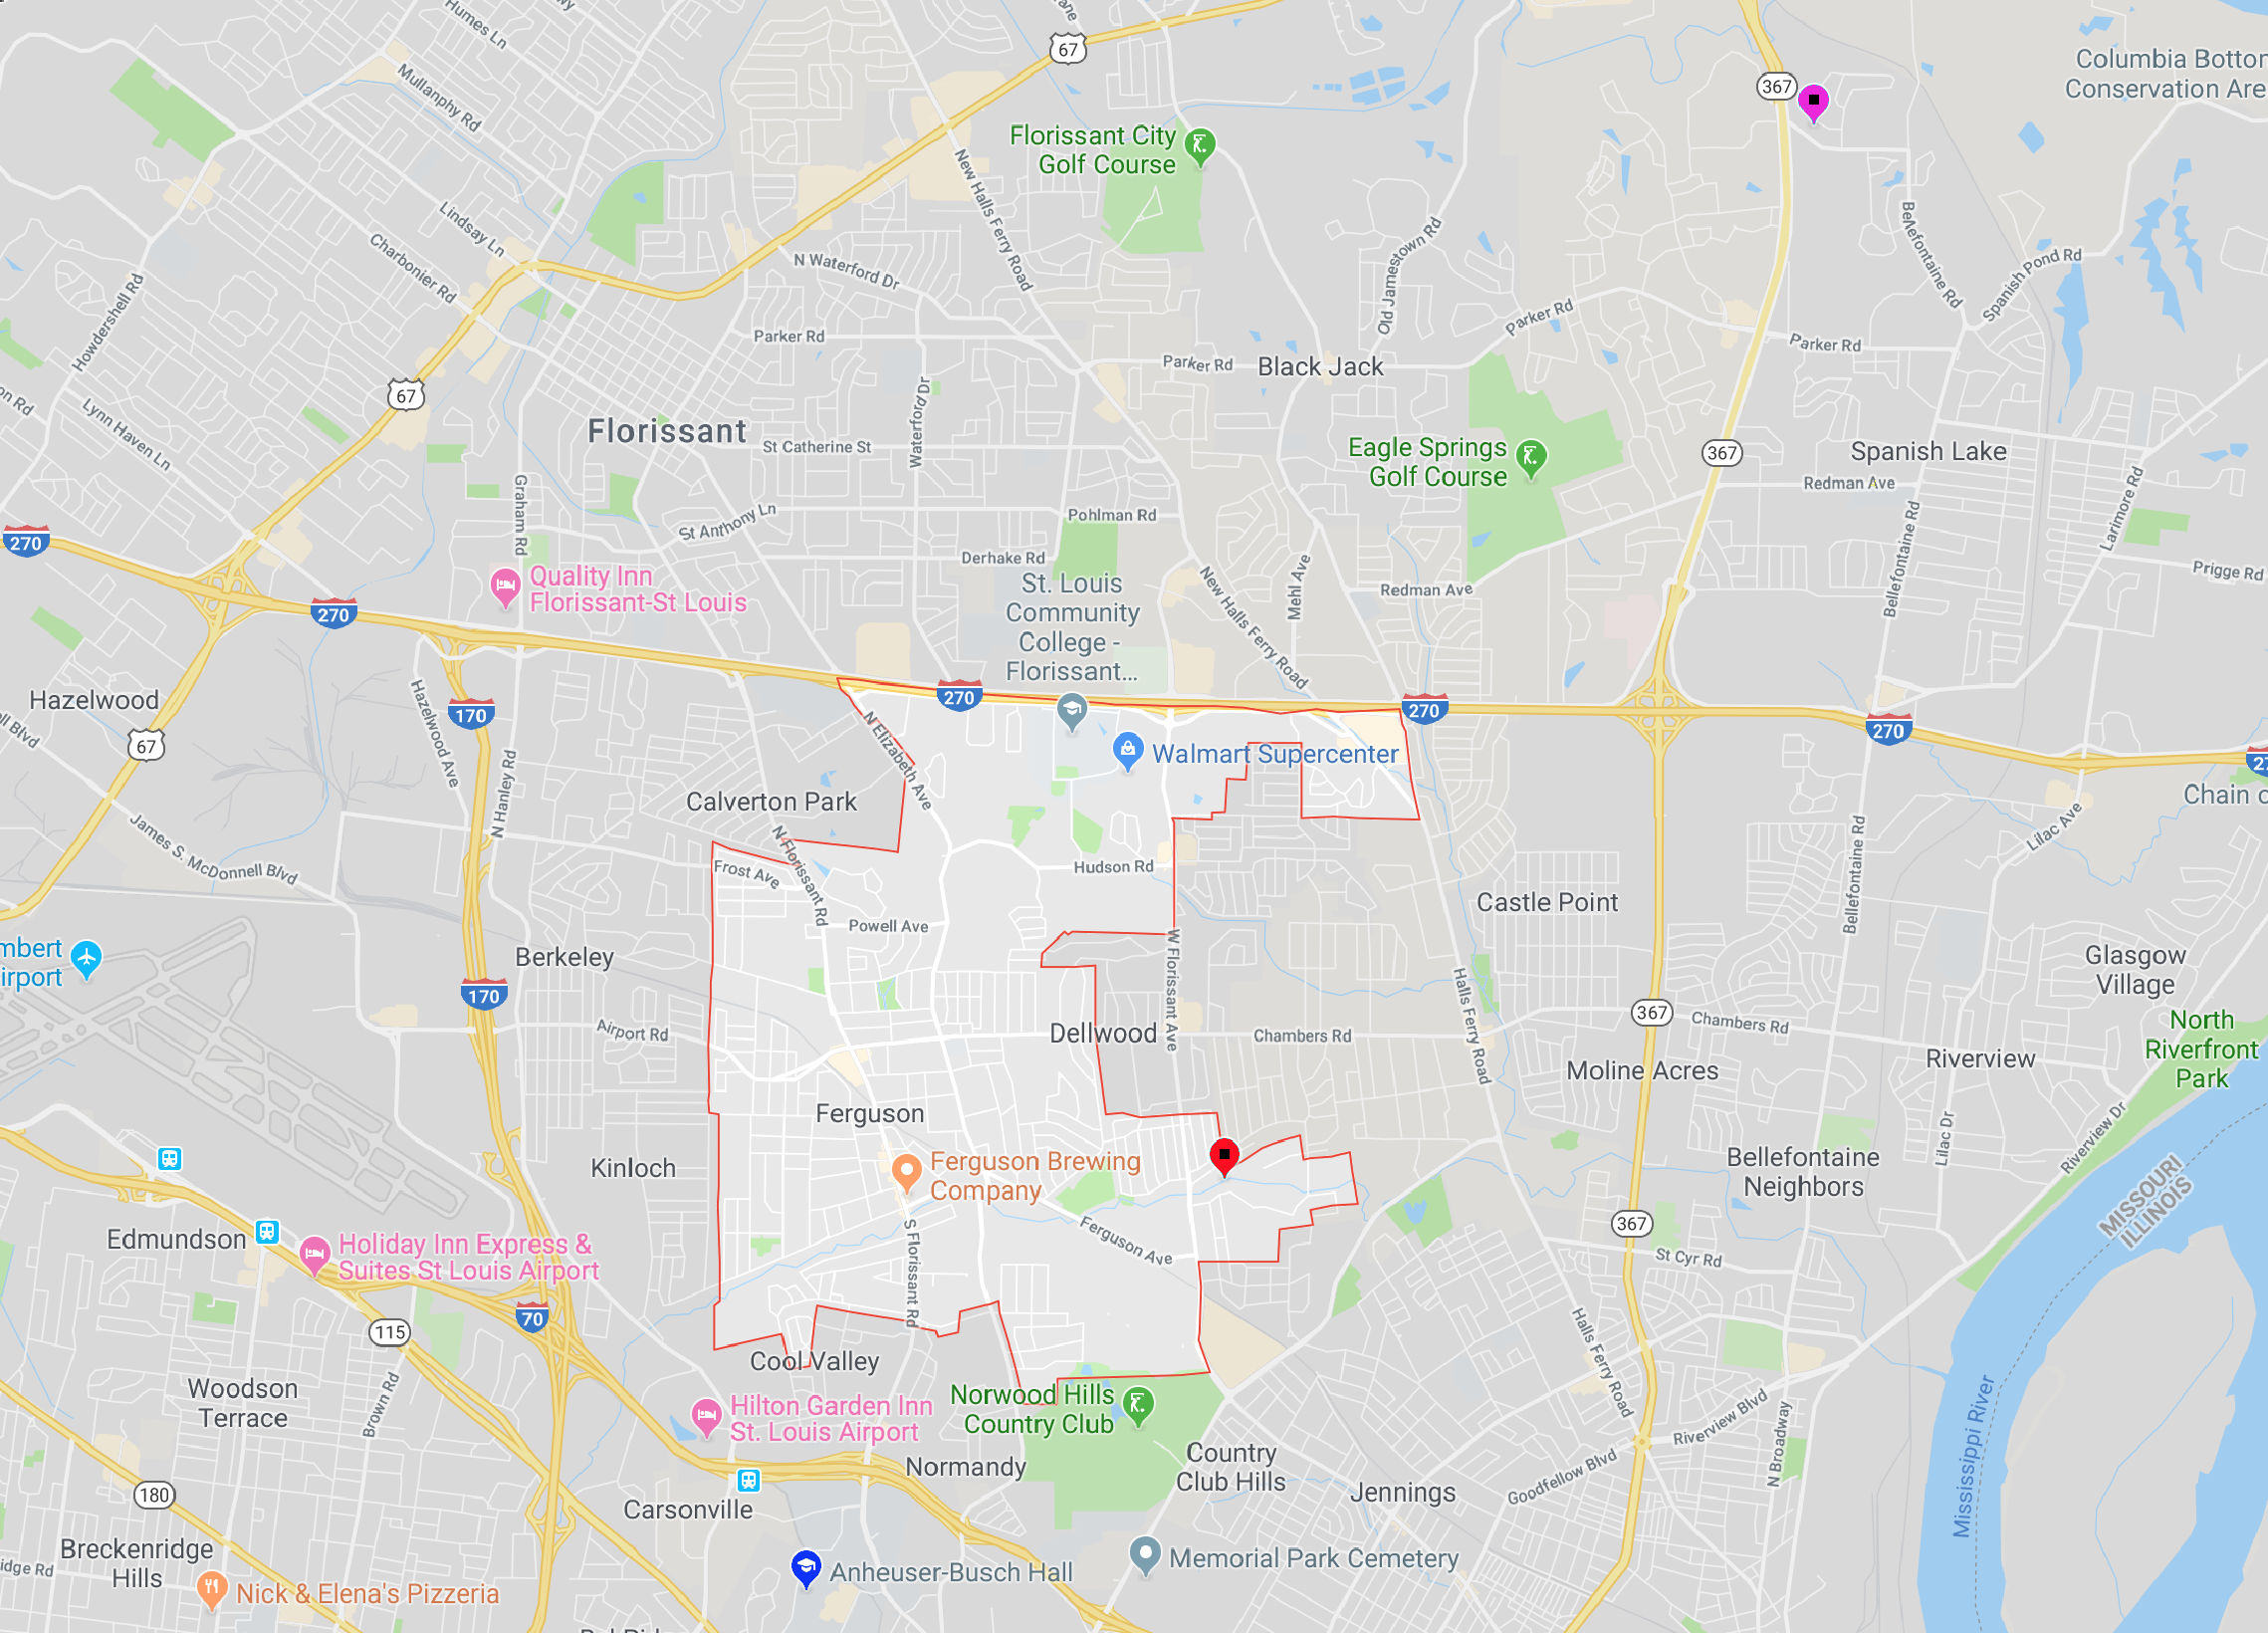 Humes Ln
Mullanphy Rd
67
367
Columbia Bottom
Conservation Are
Florissant City
Golf Course
New Halls Ferry Road
Lindsay Ln
Charbonier Rd
Howdershell Rd
N Waterford Dr
Old Jamestown Rd
Bellefontaine Rd
Spanish Pond Rd
Parker Rd
Parker Rd
Parker Rd
Parker Rd
Black Jack
67
Lynn Haven Ln
on Rd
Florissant
St Catherine St
Waterford Dr
Eagle Springs
Golf Course
367
Spanish Lake
Redman Ave
Graham Rd
St Anthony Ln
Pohlman Rd
Larimore Rd
Bellefontaine Rd
270
Derhake Rd
Quality Inn
Florissant-St Louis
St. Louis
Community
College -
Florissant...
New Halls Ferry Road
Mehl Ave
Redman Ave
Prigge Rd
270
Hazelwood
ll Blvd
67
170
Hazelwood Ave
N Hanley Rd
270
270
270
27
N Elizabeth Ave
Walmart Supercenter
Chain o
Calverton Park
James S. McDonnell Blvd
N Florissant Rd
Frost Ave
Hudson Rd
Lilac Ave
Bellefontaine Rd
Castle Point
Powell Ave
mbert
irport
Berkeley
170
W Florissant Ave
Halls Ferry Road
Glasgow
Village
Airport Rd
Dellwood
Chambers Rd
367
Chambers Rd
North
Riverfront
Park
Moline Acres
Riverview
Ferguson
Kinloch
Ferguson Brewing
Company
Bellefontaine
Neighbors
Lilac Dr
Riverview Dr
MISSOURI
ILLINOIS
Edmundson
Holiday Inn Express &
Suites St Louis Airport
S Florissant Rd
Ferguson Ave
367
St Cyr Rd
70
115
Cool Valley
Halls Ferry Road
Woodson
Terrace
Brown Rd
Hilton Garden Inn
St. Louis Airport
Norwood Hills
Country Club
Mississippi River
Riverview Blvd
N Broadway
Normandy
Country
Club Hills
Goodfellow Blvd
Jennings
180
Carsonville
Breckenridge
Hills
idge Rd
Nick & Elena's Pizzeria
Anheuser-Busch Hall
Memorial Park Cemetery